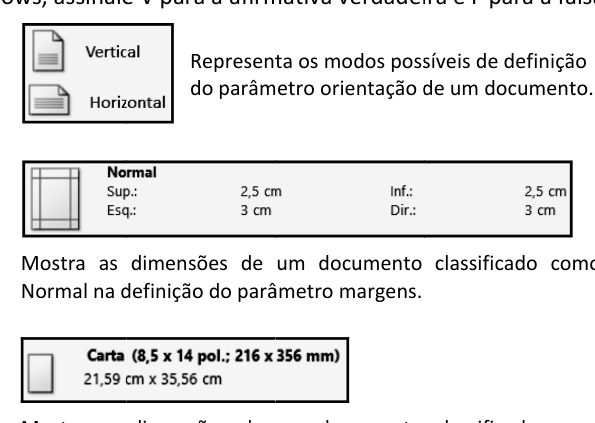 ows, assinale V para a afirmativa verdadeira e F para a falsa
Vertical
Horizontal
Representa os modos possíveis de definição
do parâmetro orientação de um documento.
Normal
Sup.: 2,5 cm Inf.: 2,5 cm
Esq.: 3 cm Dir.: 3 cm
Mostra as dimensões de um documento classificado como
Normal na definição do parâmetro margens.
Carta (8,5 x 14 pol.; 216 x 356 mm)
21,59 cm x 35,56 cm